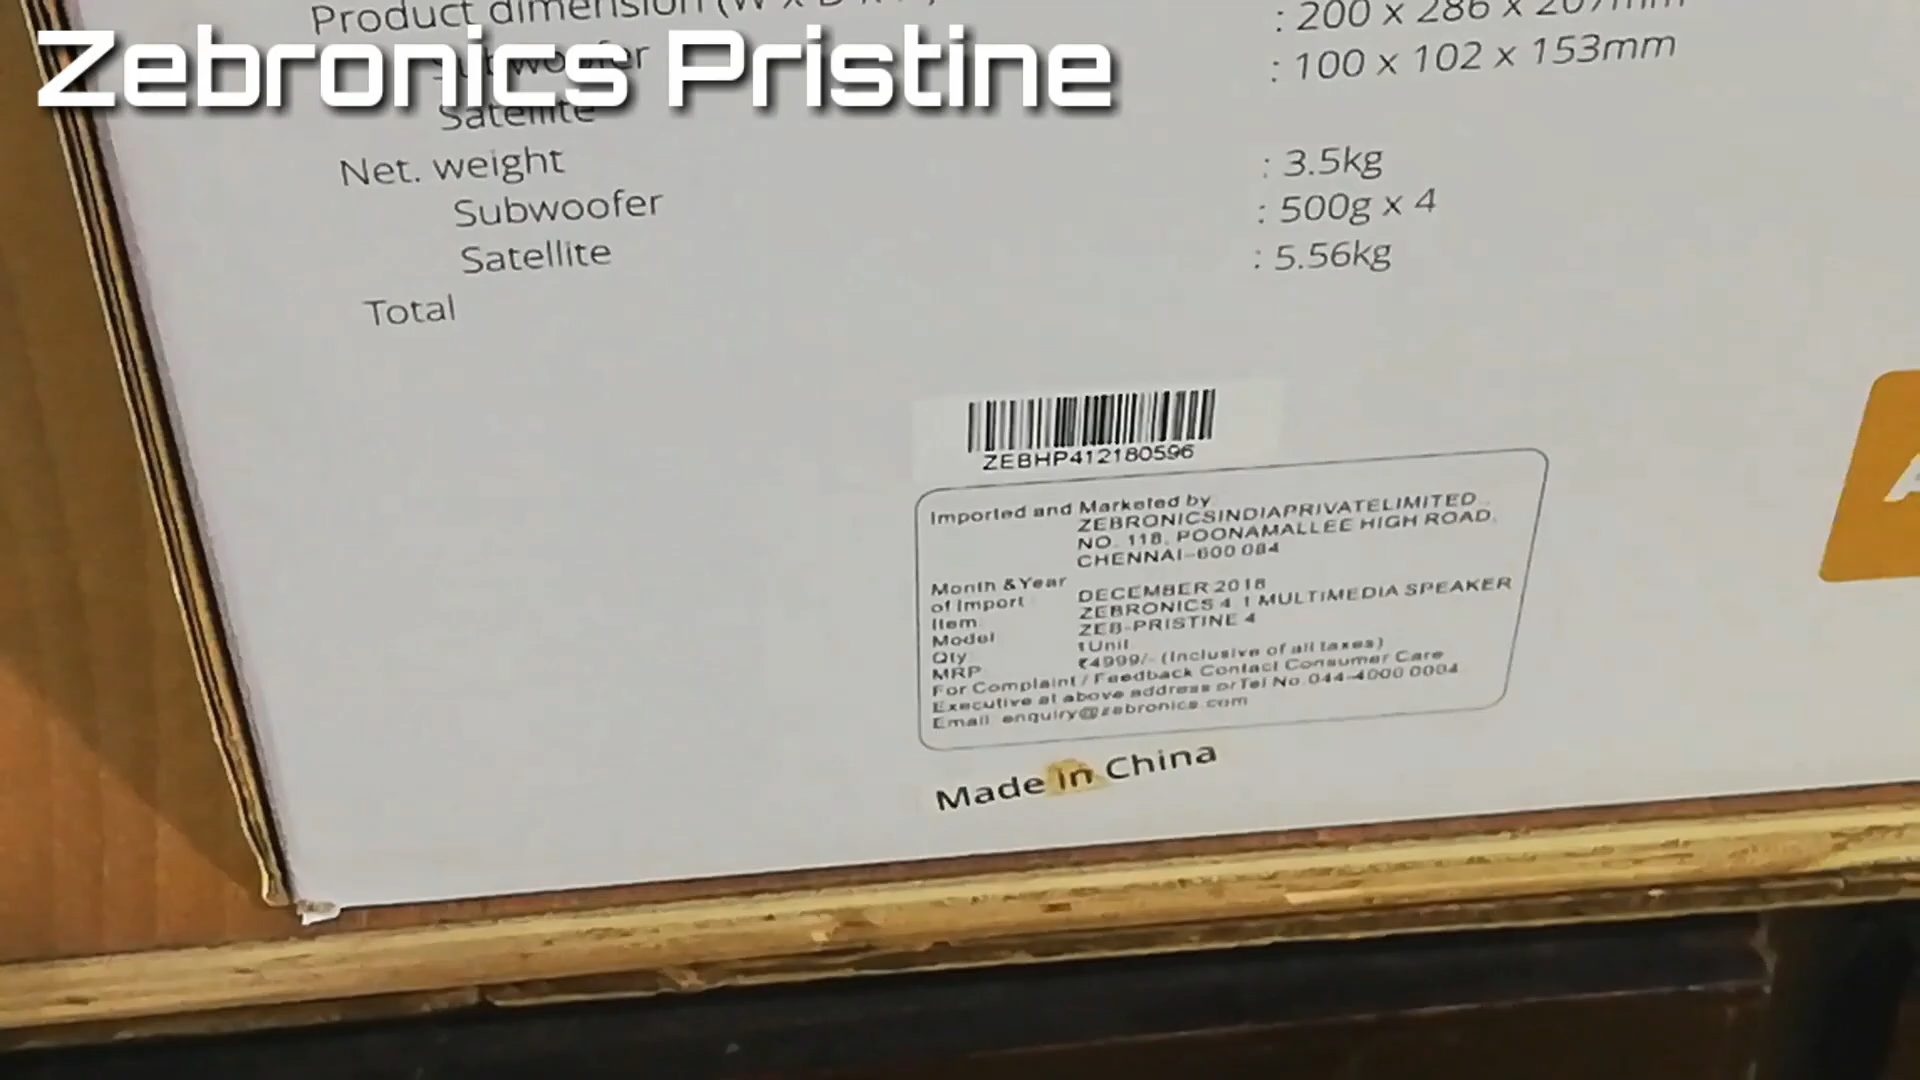 Zebronics Pristine
Product dimension
: 200 x 286 x 207mm
Subwoofer
: 100 x 102 x 153mm
Satellite
Net. weight
: 3.5kg
Subwoofer
: 500g x 4
Satellite
: 5.56kg
Total
ZEBHP412180596
Imported and Marketed by
ZEBRONICSINDIAPRIVATELIMITED
NO. 118, POONAMALLEE HIGH ROAD,
CHENNAI-600 084
Month & Year
of Import
DECEMBER 2018
Item
ZEBRONICS 4.1 MULTIMEDIA SPEAKER
Model
ZEB-PRISTINE 4
Qty
1Unit
MRP
₹4999/- (Inclusive of all taxes)
For Complaint / Feedback Contact Consumer Care
Executive at above address or Tel No.044-4000 0004
Email: enquiry@zebronics.com
Made in China